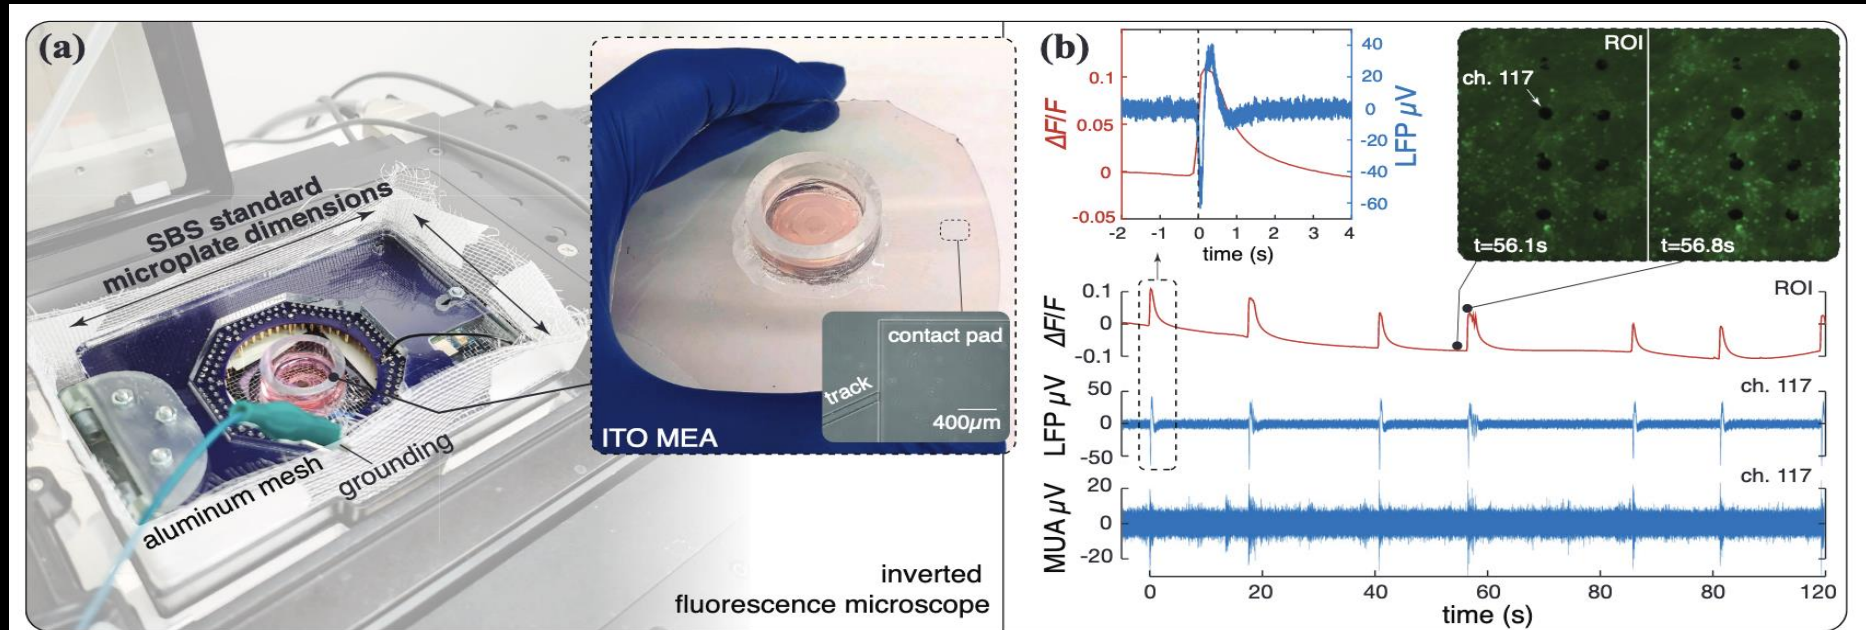 (a)
SBS standard
microplate dimensions
aluminum mesh
grounding
ITO MEA
contact pad
track
400µm
inverted
fluorescence microscope
(b)
ΔF/F
0.1
0.05
0
-0.05
40
20
0
-20
-40
-60
LFP µV
-2 -1 0 1 2 3 4
time (s)
ROI
ch. 117
t=56.1s
t=56.8s
ΔF/F
0.1
0
-0.1
ROI
LFP µV
50
0
-50
ch. 117
MUA µV
20
0
-20
ch. 117
0 20 40 60 80 82 120
time (s)